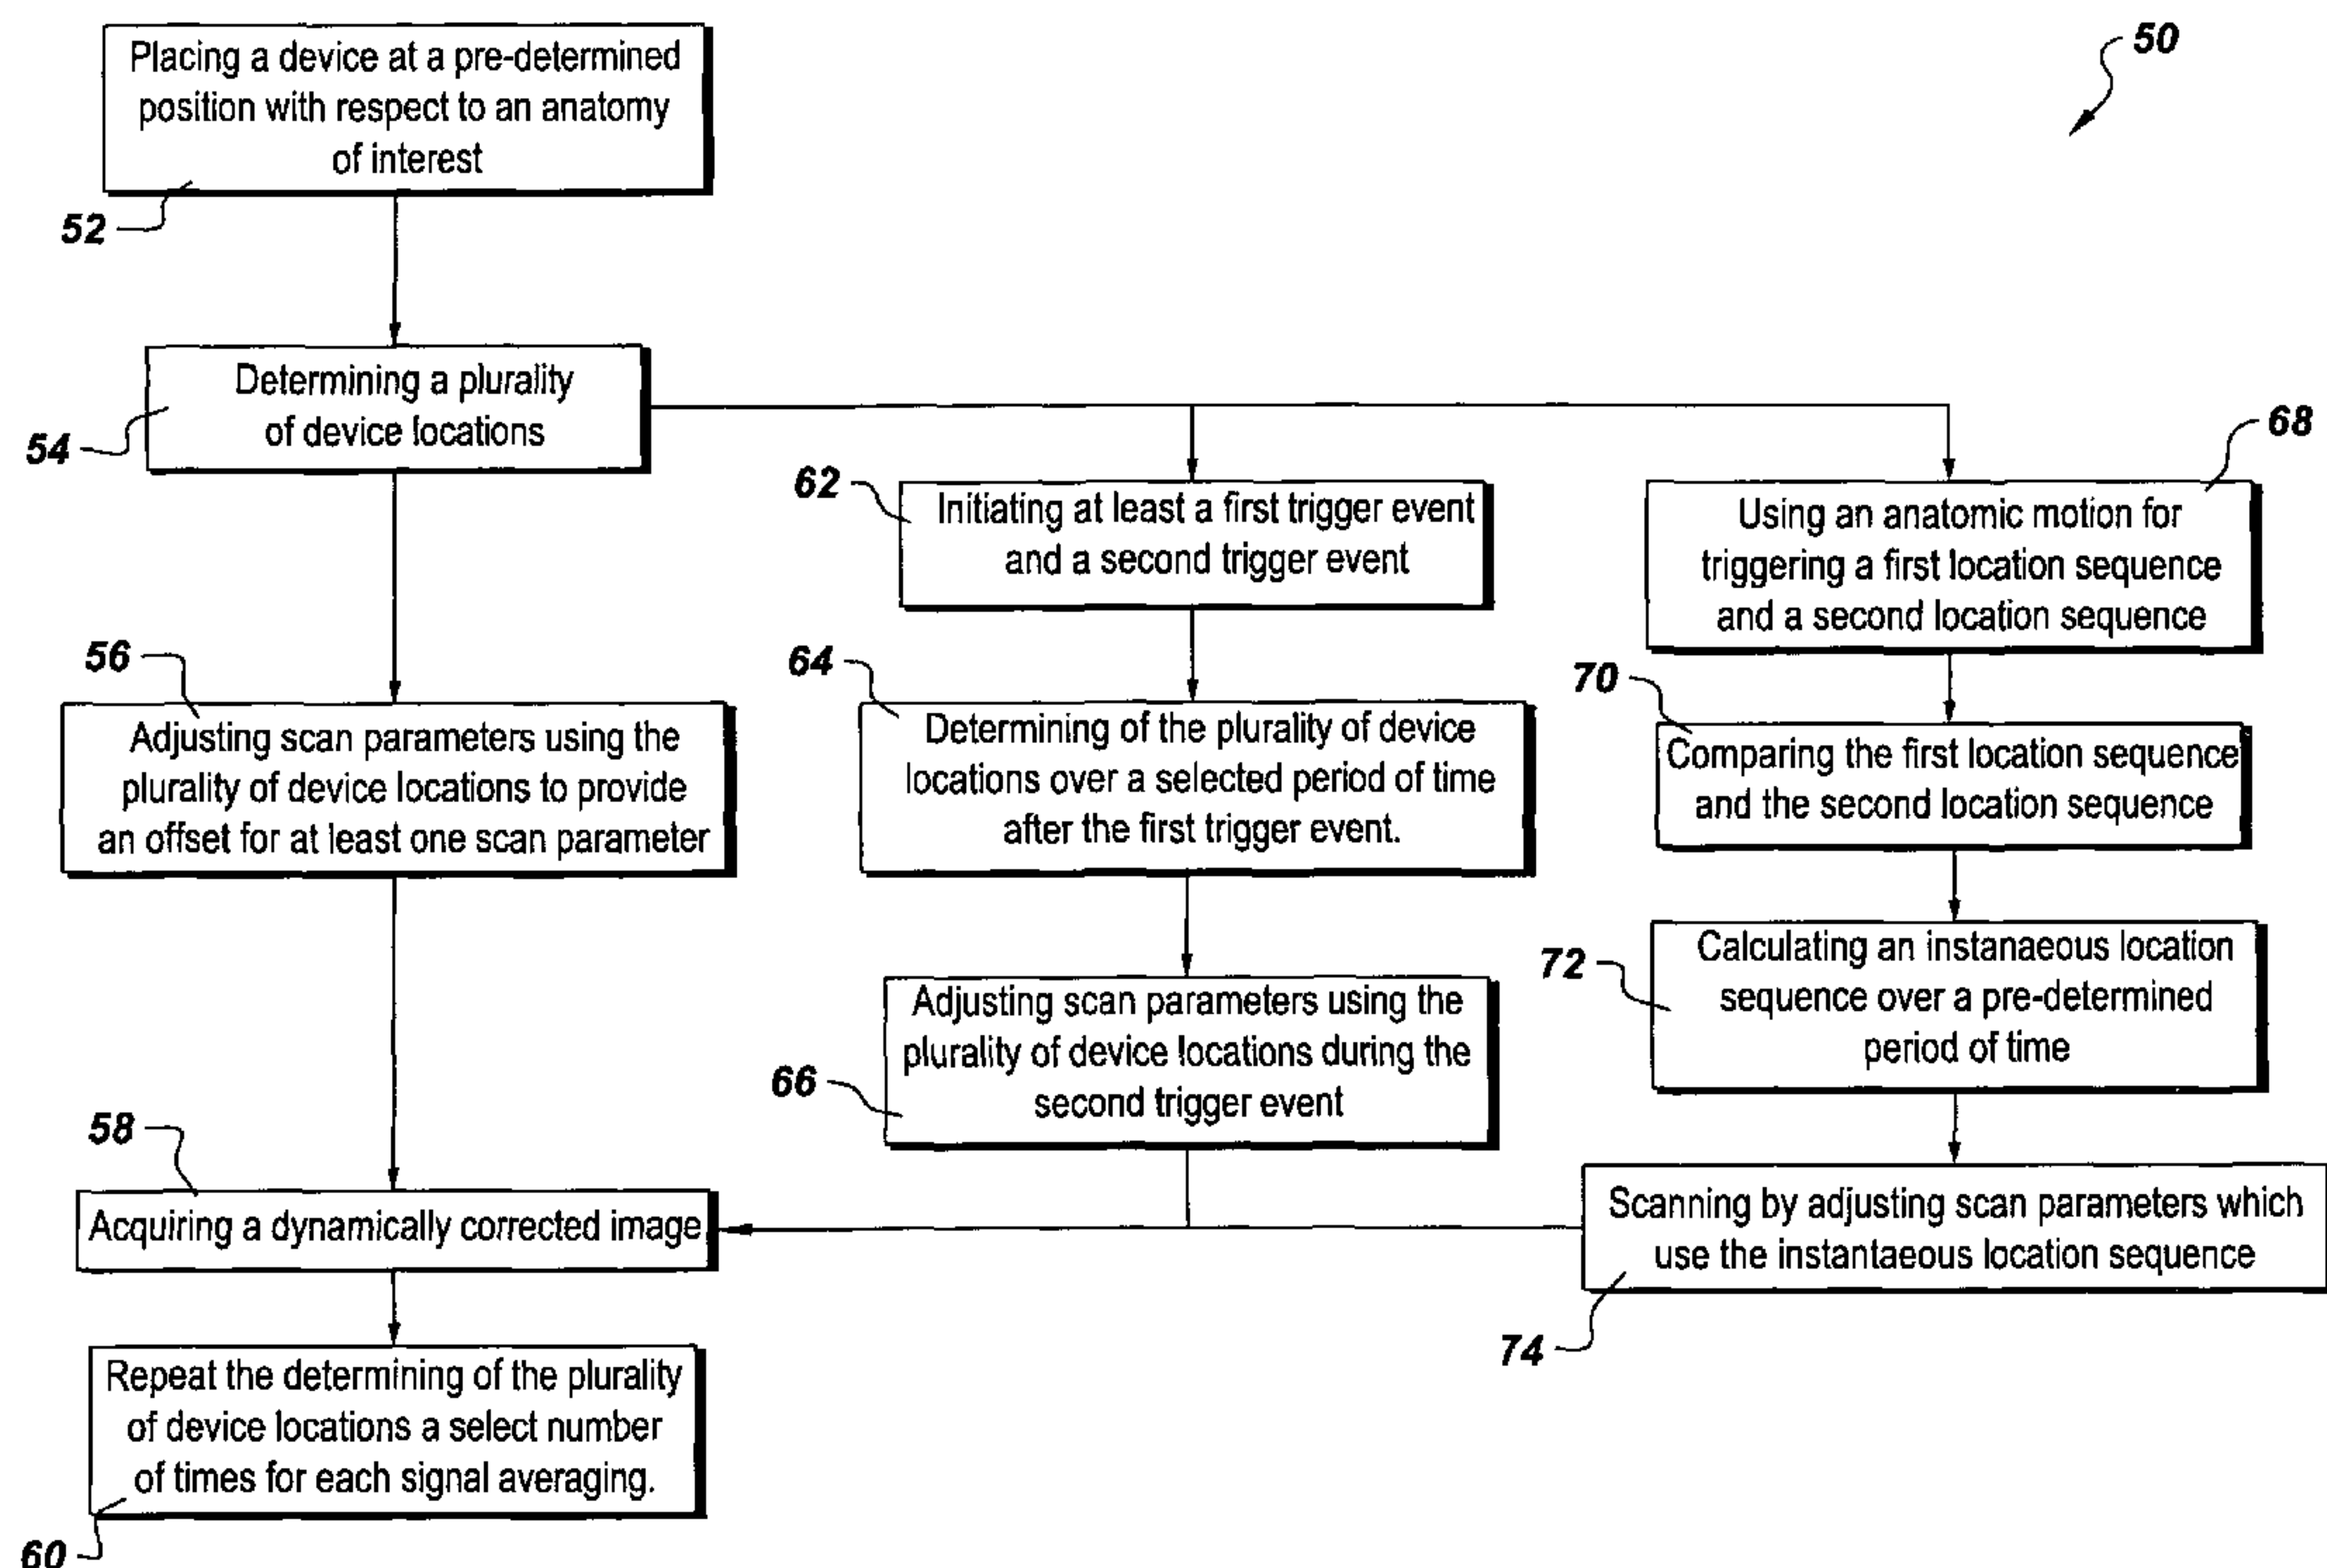 50
Placing a device at a pre-determined
position with respect to an anatomy
of interest
52
Determining a plurality
of device locations
54
56
Adjusting scan parameters using the
plurality of device locations to provide
an offset for at least one scan parameter
58
Acquiring a dynamically corrected image
Repeat the determining of the plurality
of device locations a select number
of times for each signal averaging.
60
62
Initiating at least a first trigger event
and a second trigger event
64
Determining of the plurality of device
locations over a selected period of time
after the first trigger event.
Adjusting scan parameters using the
plurality of device locations during the
second trigger event
66
68
Using an anatomic motion for
triggering a first location sequence
and a second location sequence
70
Comparing the first location sequence
and the second location sequence
72
Calculating an instanaeous location
sequence over a pre-determined
period of time
Scanning by adjusting scan parameters which
use the instantaeous location sequence
74